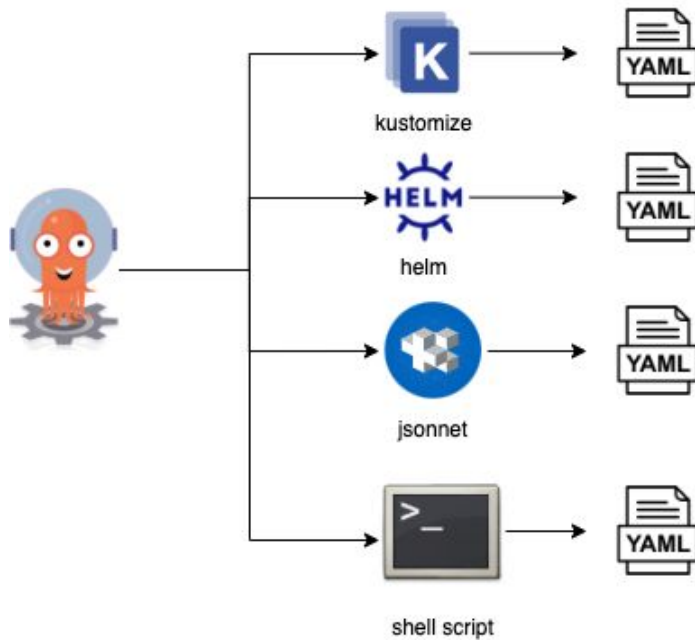 K
YAML
kustomize
HELM
YAML
helm
YAML
jsonnet
>_
YAML
shell script